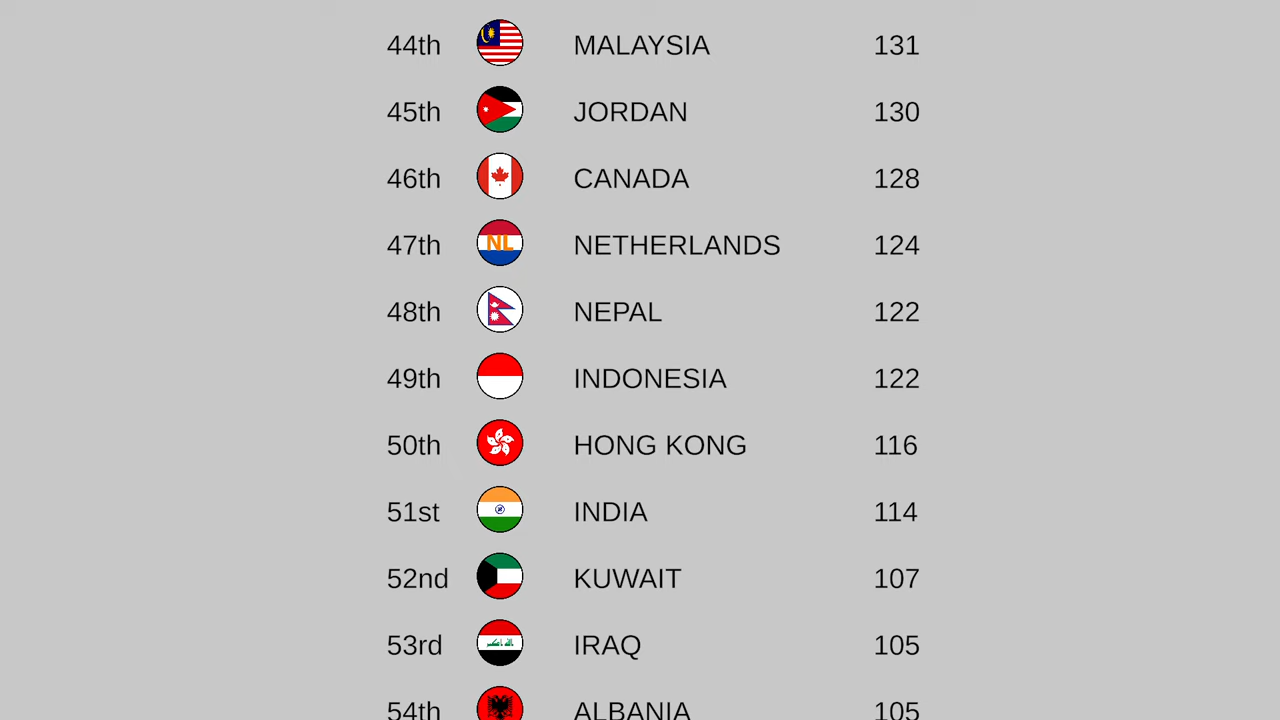 44th MALAYSIA 131
45th JORDAN 130
46th CANADA 128
47th NL NETHERLANDS 124
48th NEPAL 122
49th INDONESIA 122
50th HONG KONG 116
51st INDIA 114
52nd KUWAIT 107
53rd IRAQ 105
54th ALBANIA 105